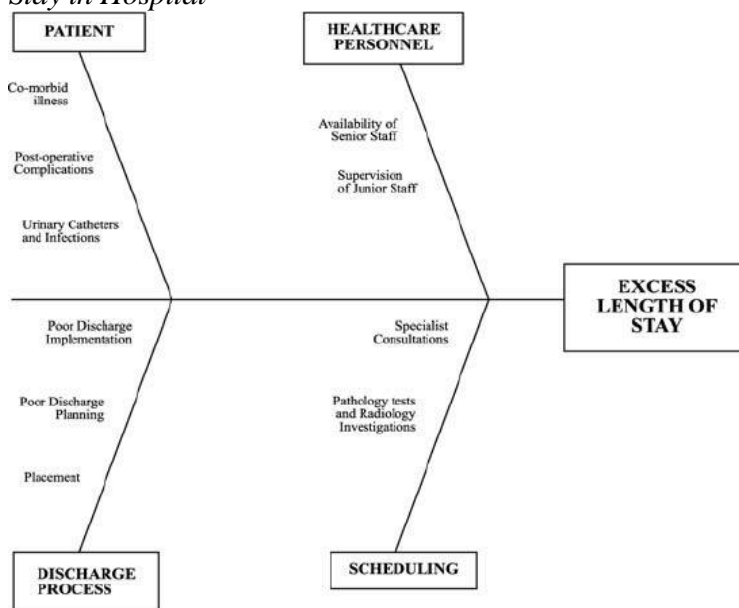 Stay in Hospital
PATIENT
HEALTHCARE
PERSONNEL
Co-morbid
illness
Post-operative
Complications
Urinary Catheters
and Infections
Availability of
Senior Staff
Supervision
of Junior Staff
EXCESS
LENGTH OF
STAY
Poor Discharge
Implementation
Poor Discharge
Planning
Placement
Specialist
Consultations
Pathology tests
and Radiology
Investigations
DISCHARGE
PROCESS
SCHEDULING